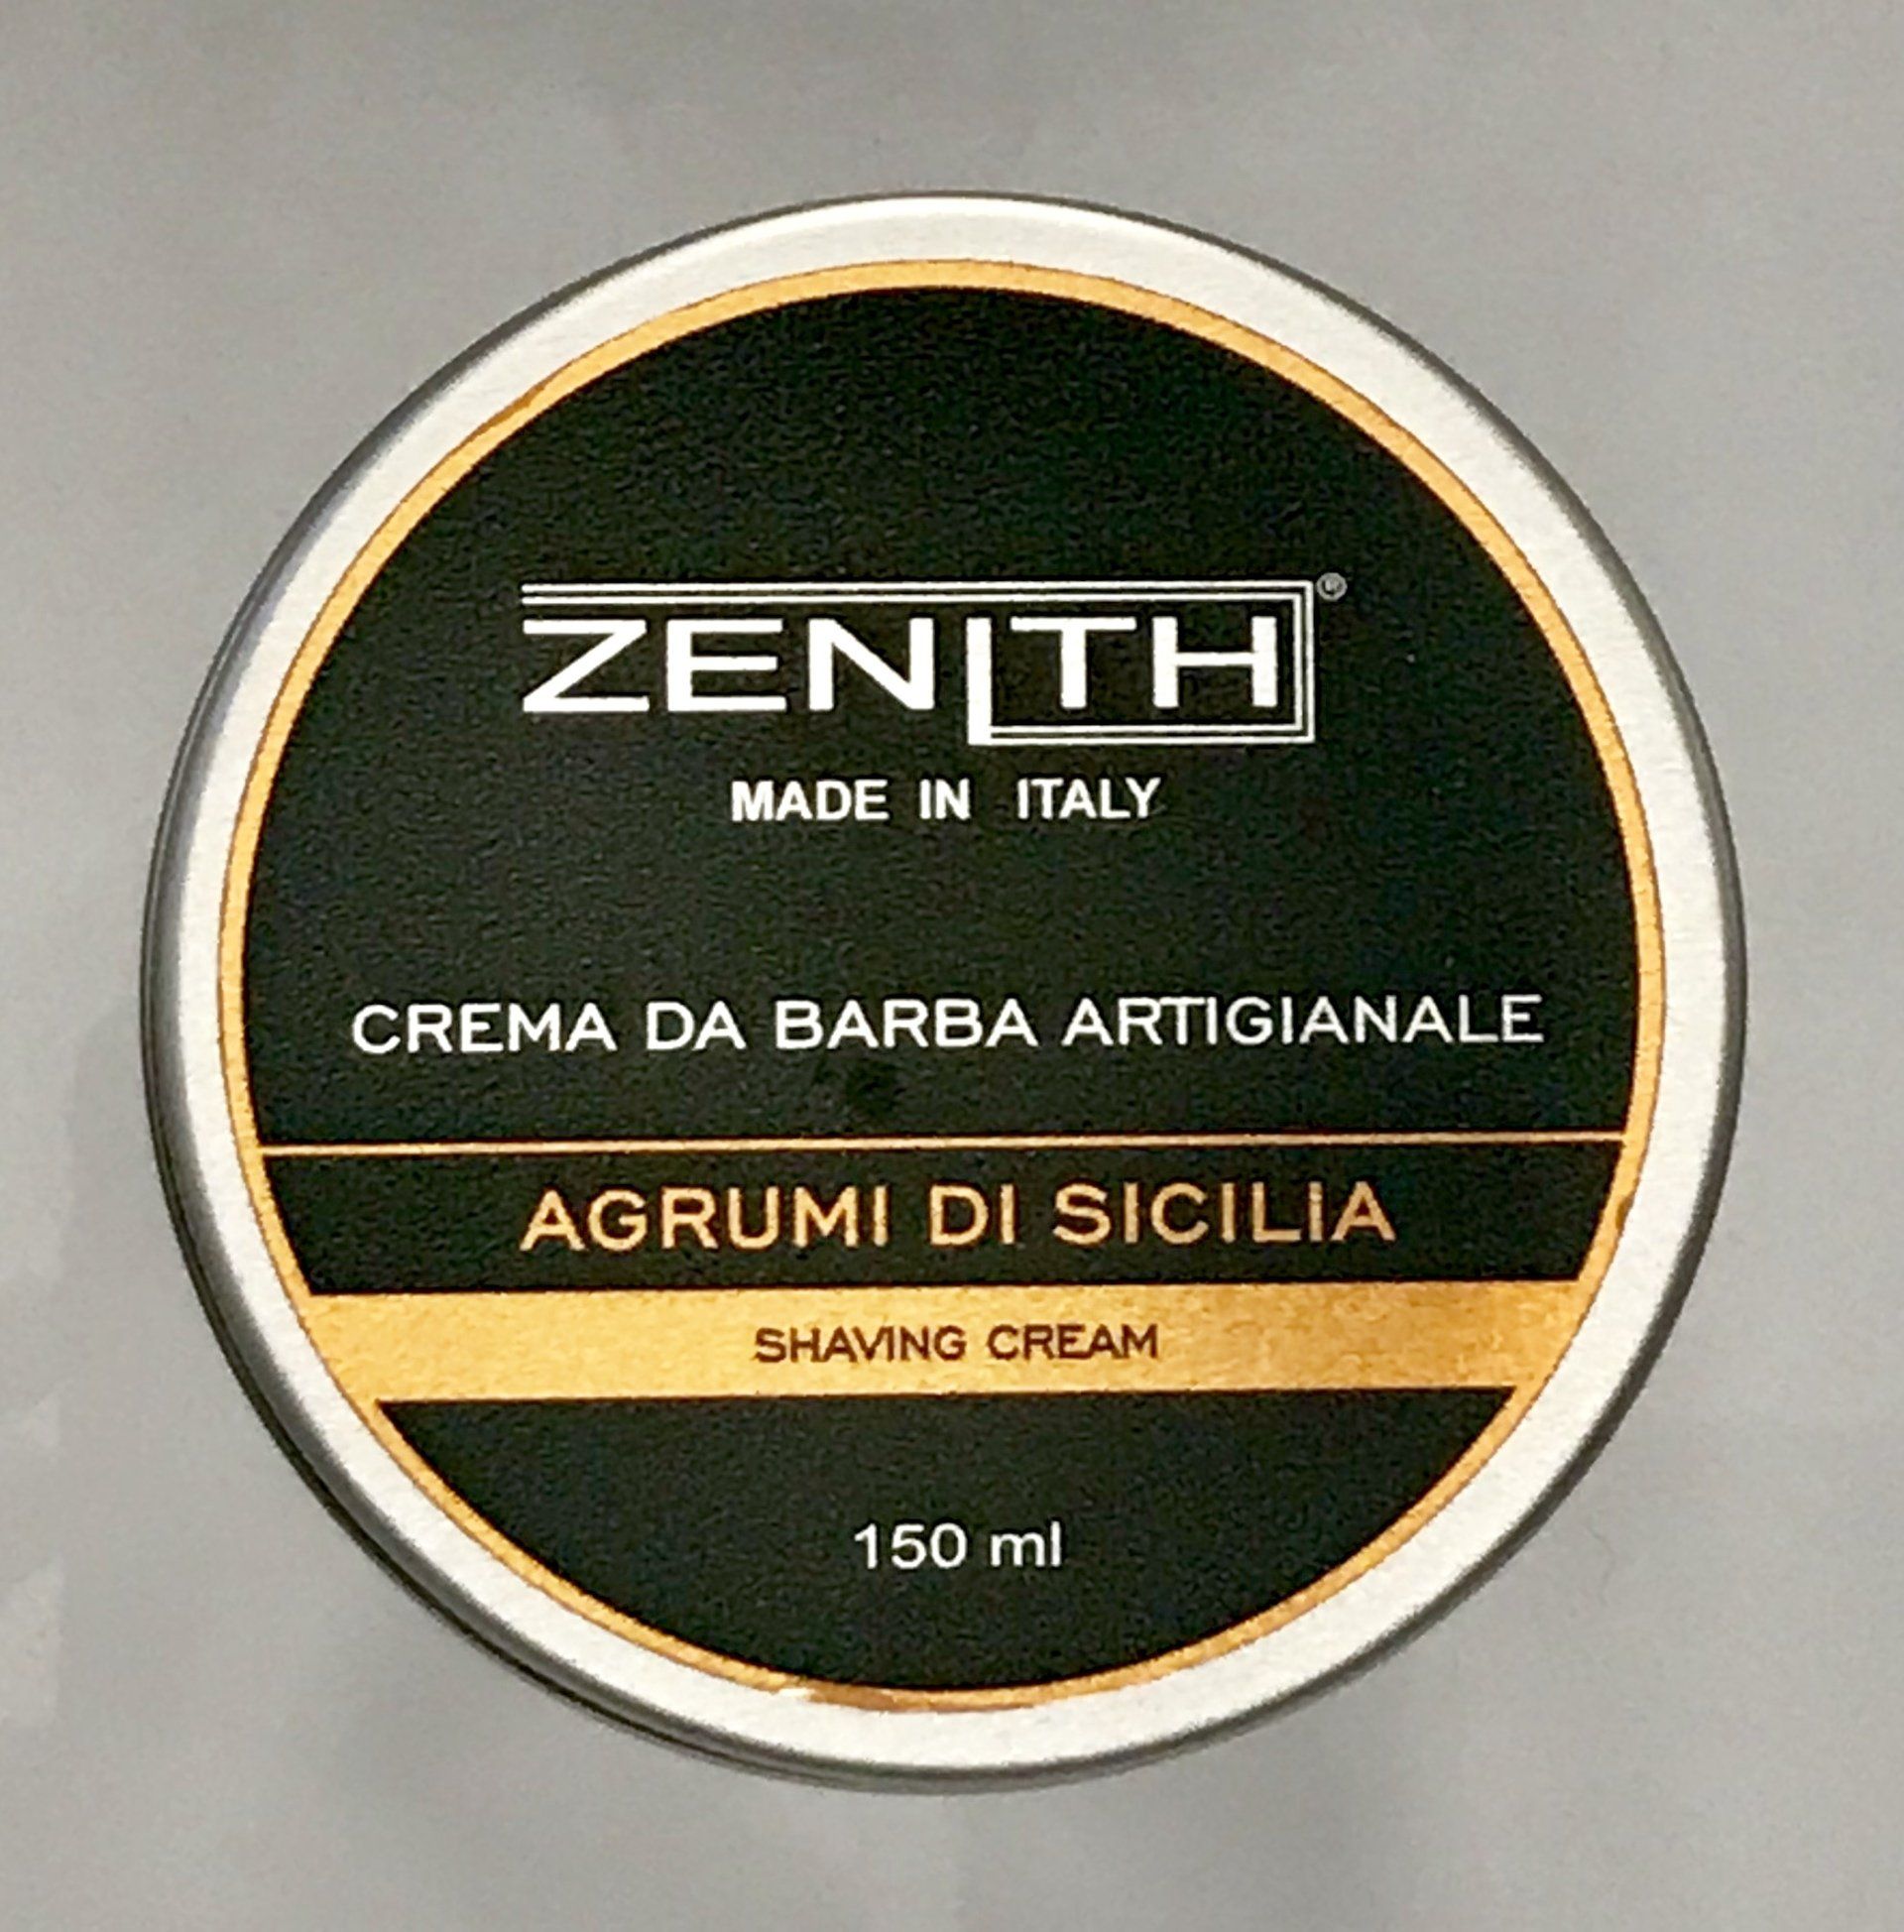 ZENITH®
MADE IN ITALY
CREMA DA BARBA ARTIGIANALE
AGRUMI DI SICILIA
SHAVING CREAM
150 ml